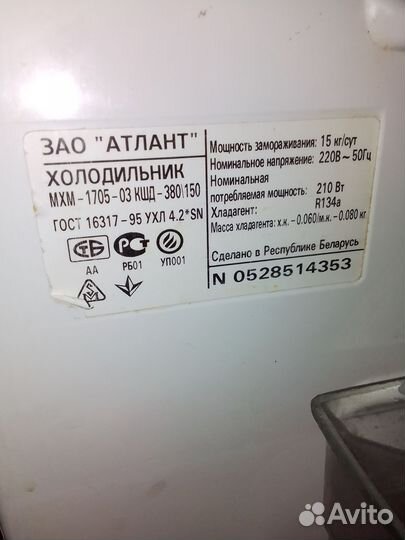 ЗАО "АТЛАНТ"
ХОЛОДИЛЬНИК
МХМ-1705-03 КШД-380\150
ГОСТ 16317-95 УХЛ 4.2*SN
АА
РБ01
УП001
Мощность замораживания: 15 кг/сут
Номинальное напряжение: 220В ~ 50Гц
Номинальная
потребляемая мощность: 210 Вт
Хладагент: R134a
Масса хладагента: х.к. -0.060/м.к. -0.080 кг
Сделано в Республике Беларусь
N 0528514353
Avito